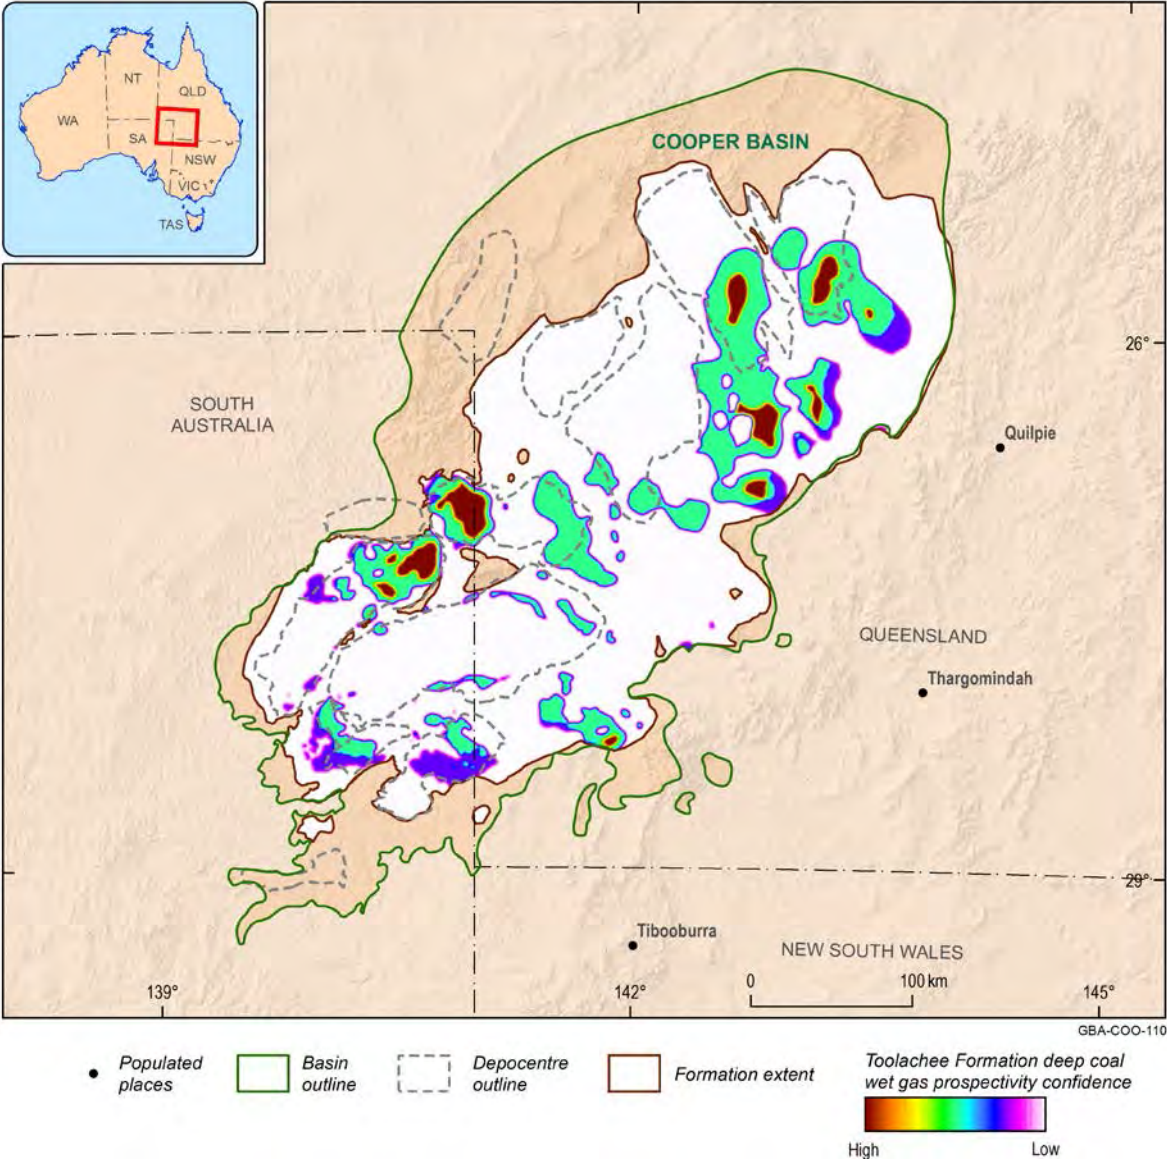 NT
QLD
WA
SA
NSW
VIC
TAS
COOPER BASIN
26°
SOUTH
AUSTRALIA
Quilpie
QUEENSLAND
Thargomindah
29°
Tibooburra
NEW SOUTH WALES
0 100 km
139° 142° 145°
GBA-COO-110
Populated
places
Basin
outline
Depocentre
outline
Formation extent
Toolachee Formation deep coal
wet gas prospectivity confidence
High Low